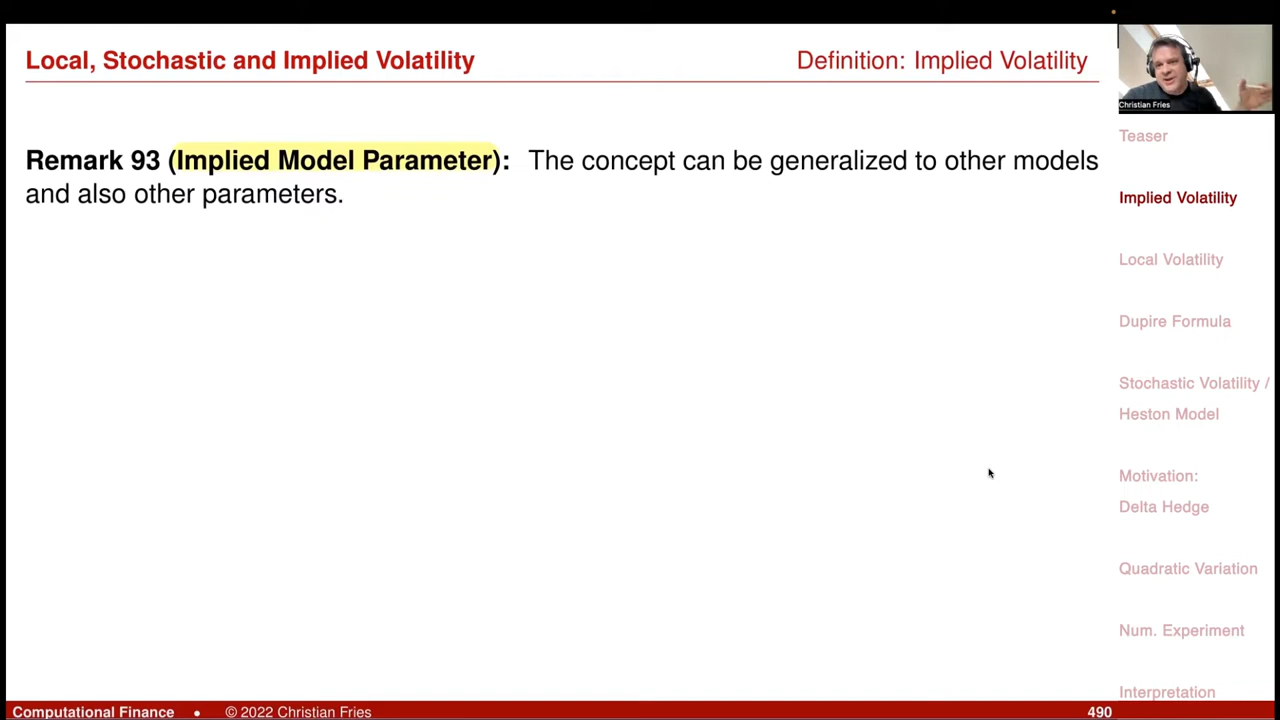 Local, Stochastic and Implied Volatility
Definition: Implied Volatility
Christian Fries
Remark 93 (Implied Model Parameter): The concept can be generalized to other models
and also other parameters.
Teaser
Implied Volatility
Local Volatility
Dupire Formula
Stochastic Volatility /
Heston Model
Motivation:
Delta Hedge
Quadratic Variation
Num. Experiment
Interpretation
Computational Finance • © 2022 Christian Fries
490